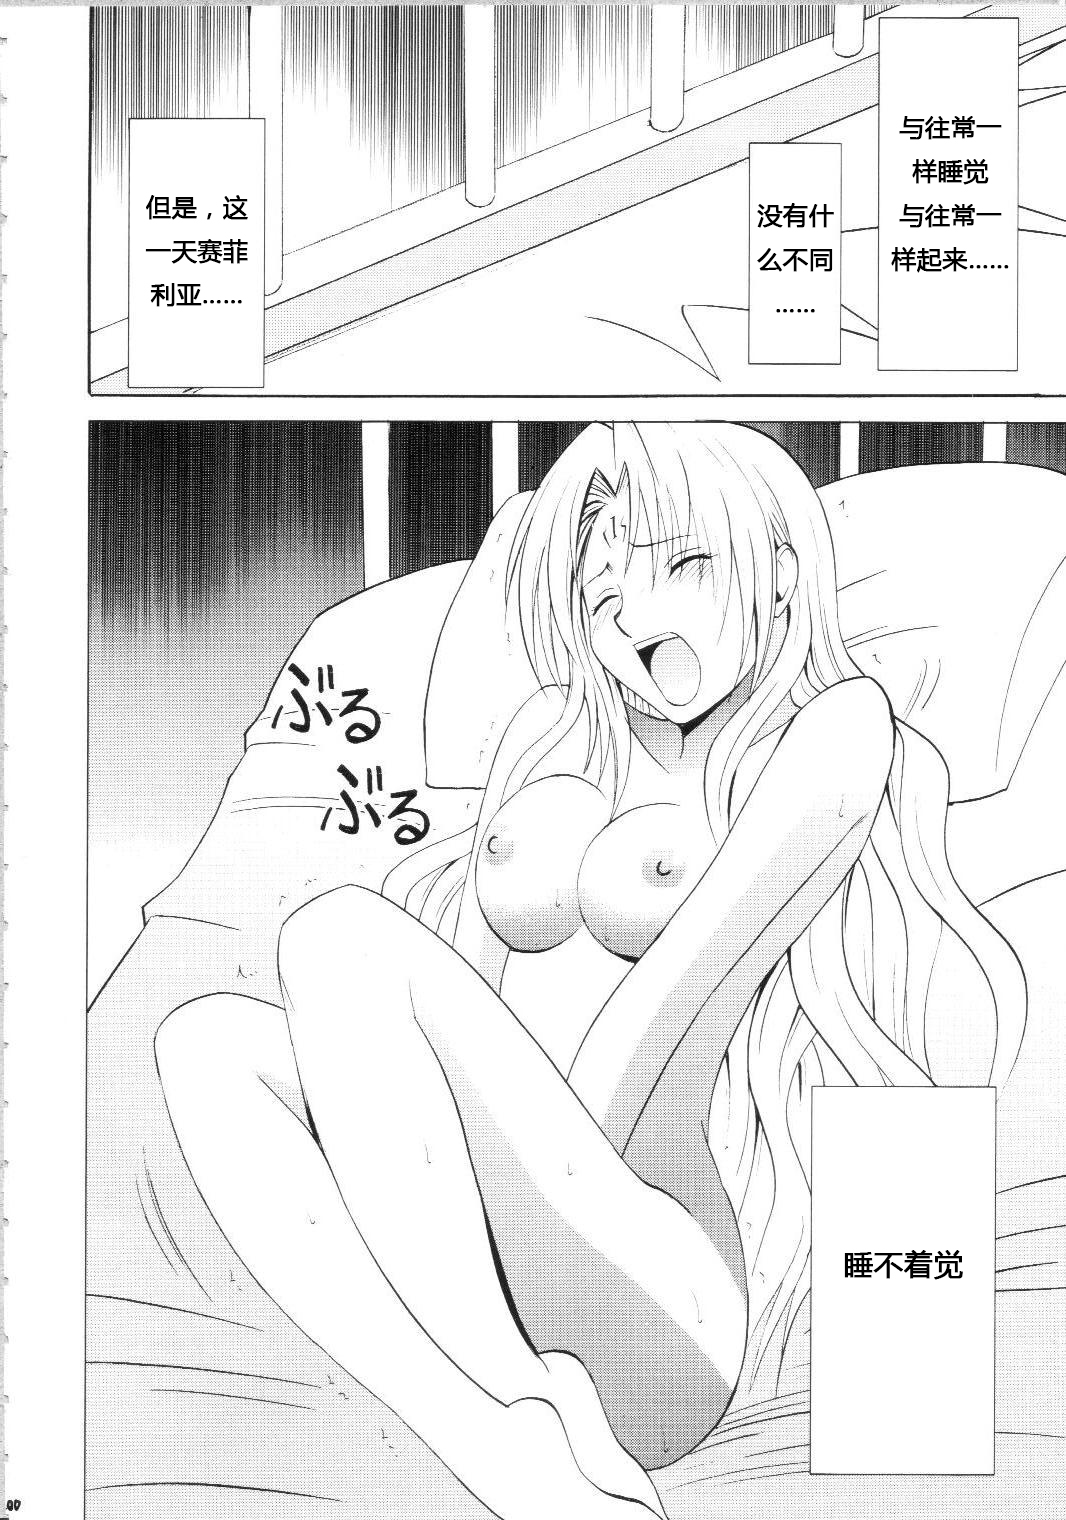 与往常一
样睡觉
与往常一
样起来……
没有什
么不同
……
但是，这
一天赛菲
利亚……
ぶる
ぶる
睡不着觉